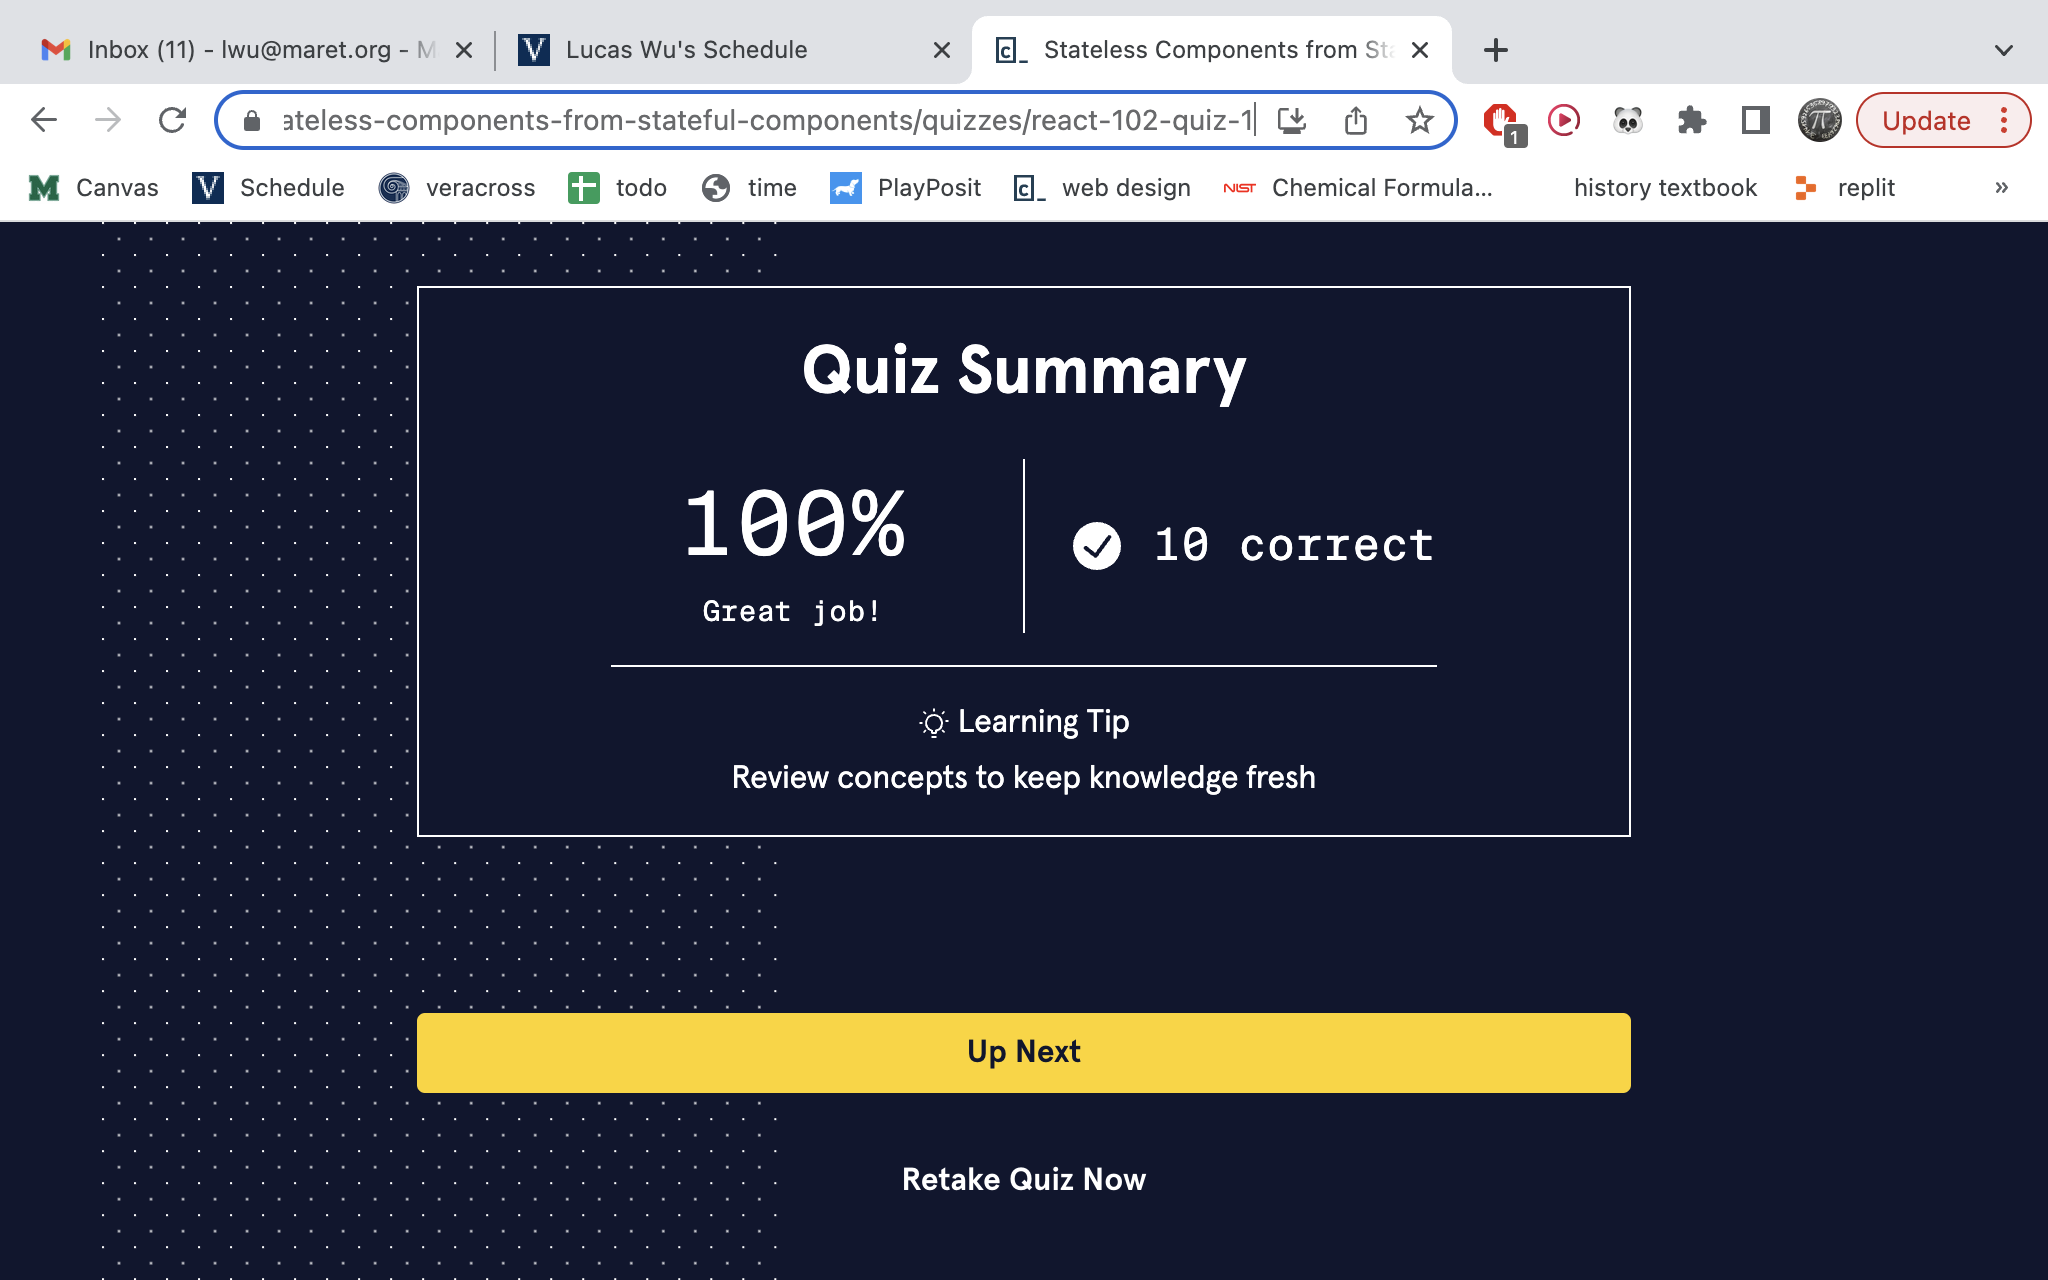 Inbox (11) - lwu@maret.org - M
Lucas Wu's Schedule
Stateless Components from Sta
ateless-components-from-stateful-components/quizzes/react-102-quiz-1
1
Update
Canvas
Schedule
veracross
todo
time
PlayPosit
web design
NIST
Chemical Formula...
history textbook
replit
»
Quiz Summary
100%
Great job!
10 correct
Learning Tip
Review concepts to keep knowledge fresh
Up Next
Retake Quiz Now